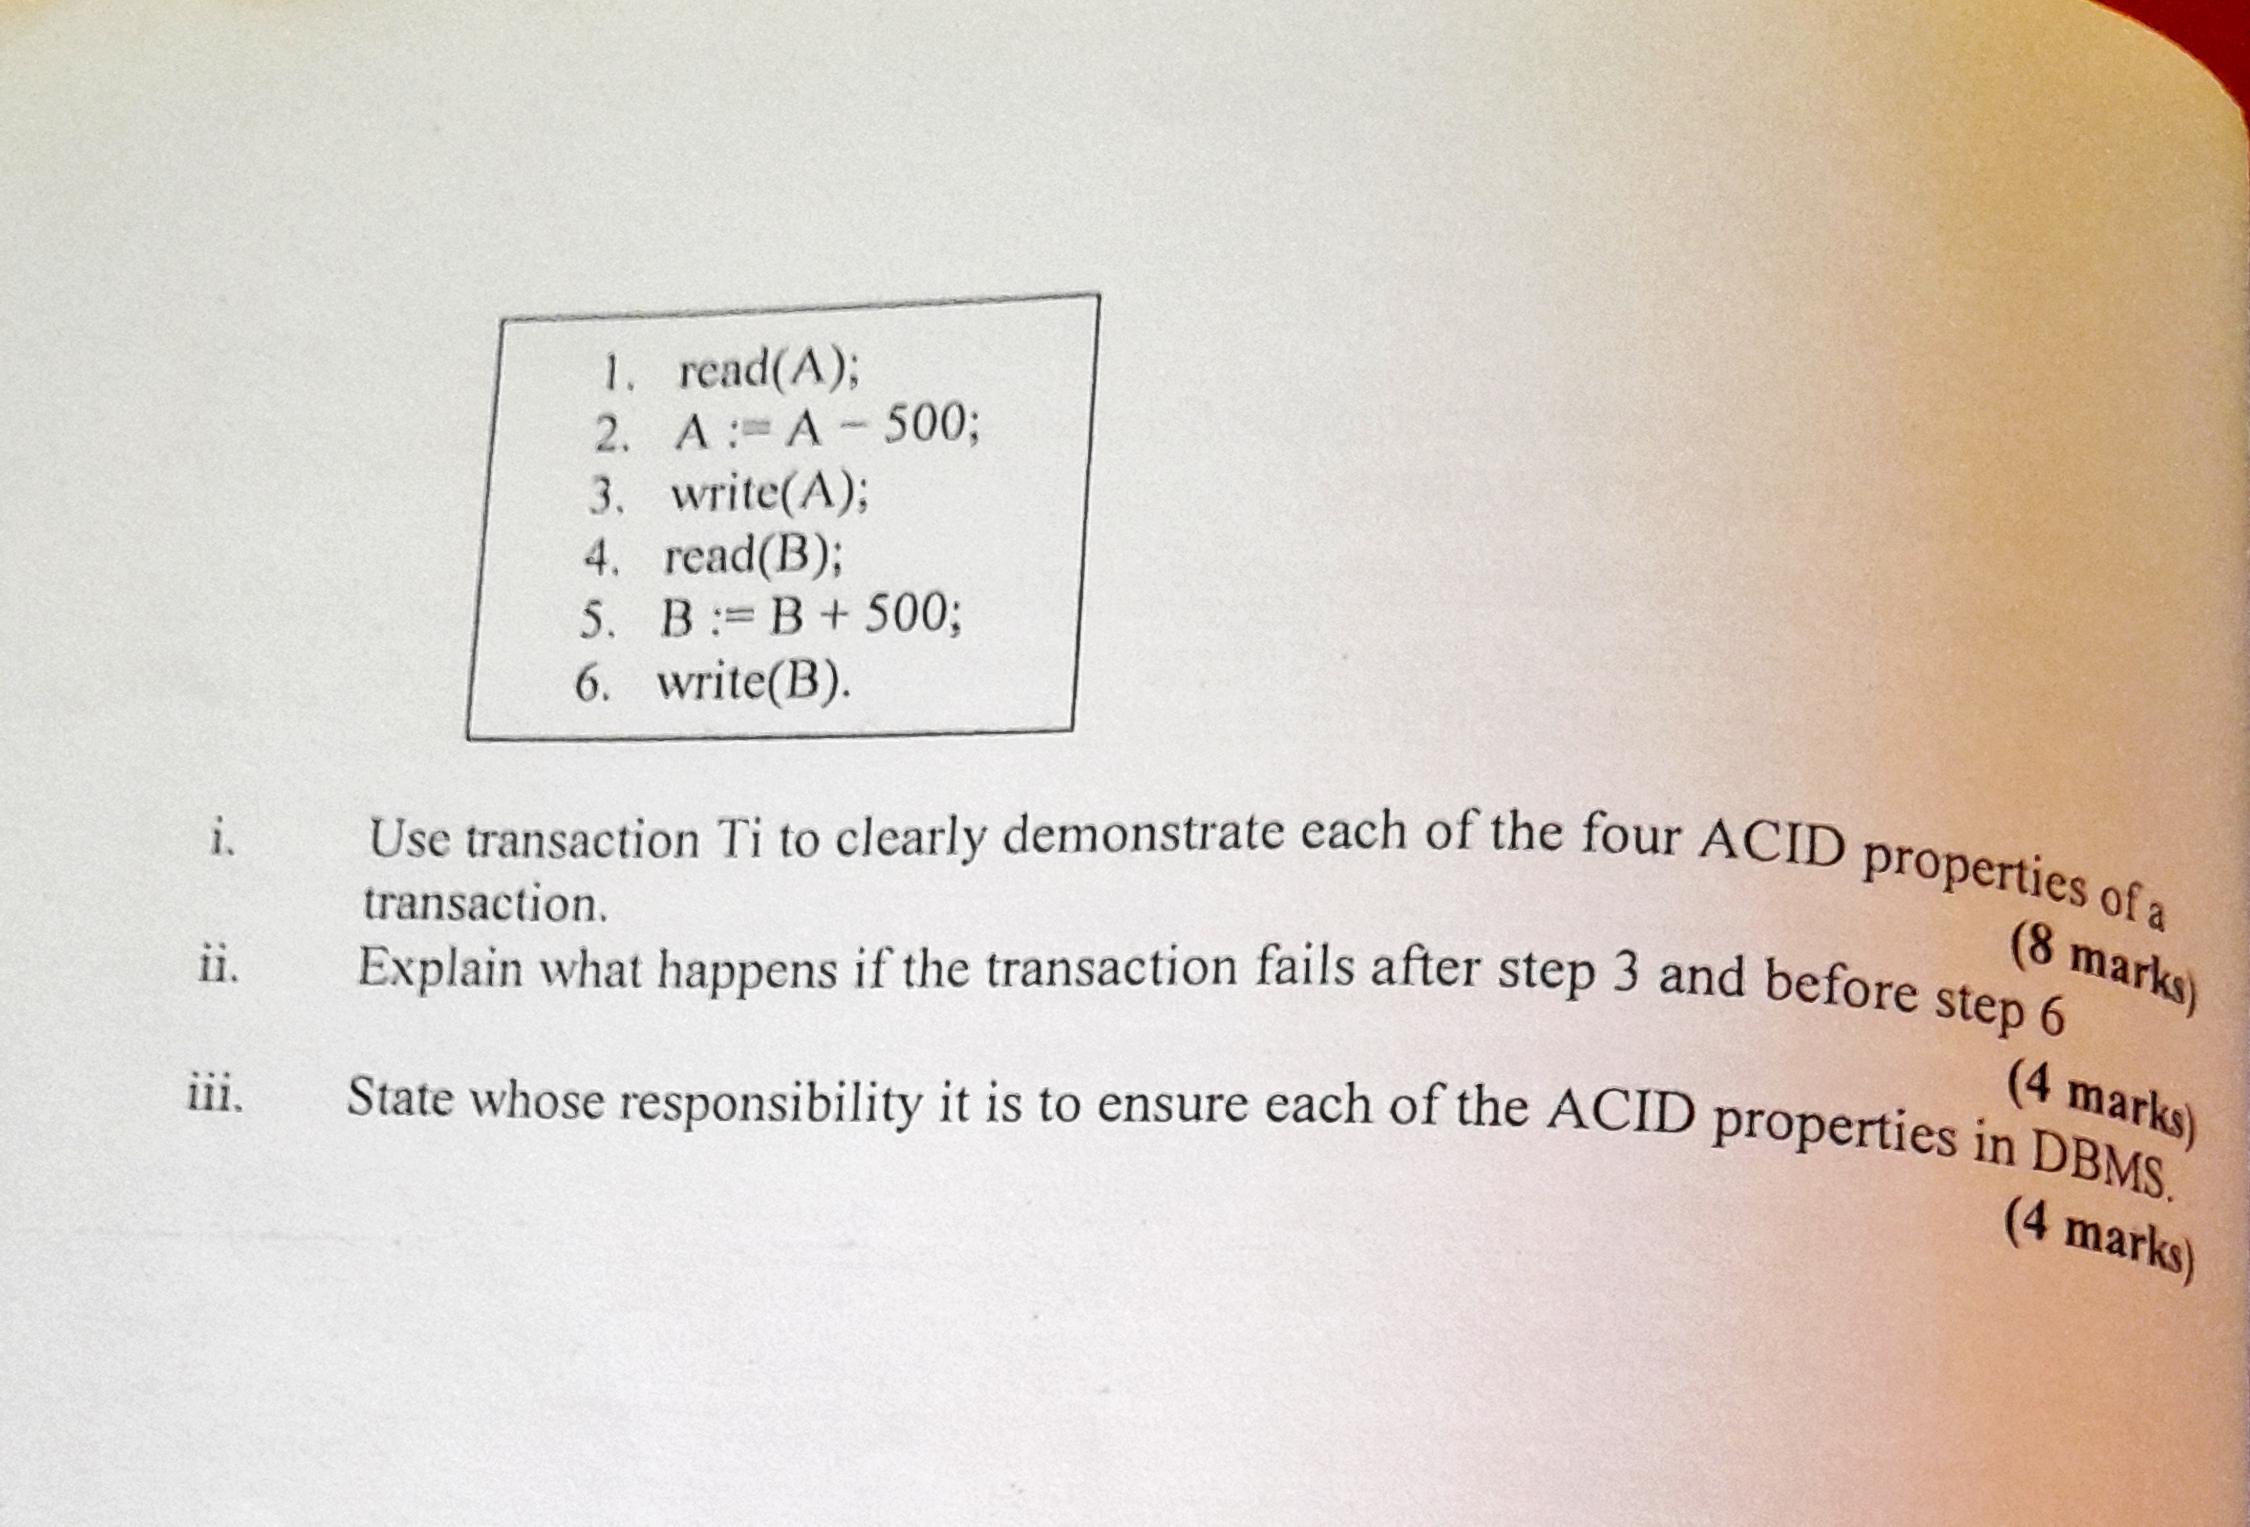 1. read(A);
2. A := A – 500;
3. write(A);
4. read(B);
5. B := B + 500;
6. write(B).
i. Use transaction Ti to clearly demonstrate each of the four ACID properties of a
transaction.
(8 marks)
ii. Explain what happens if the transaction fails after step 3 and before step 6
(4 marks)
iii. State whose responsibility it is to ensure each of the ACID properties in DBMS.
(4 marks)